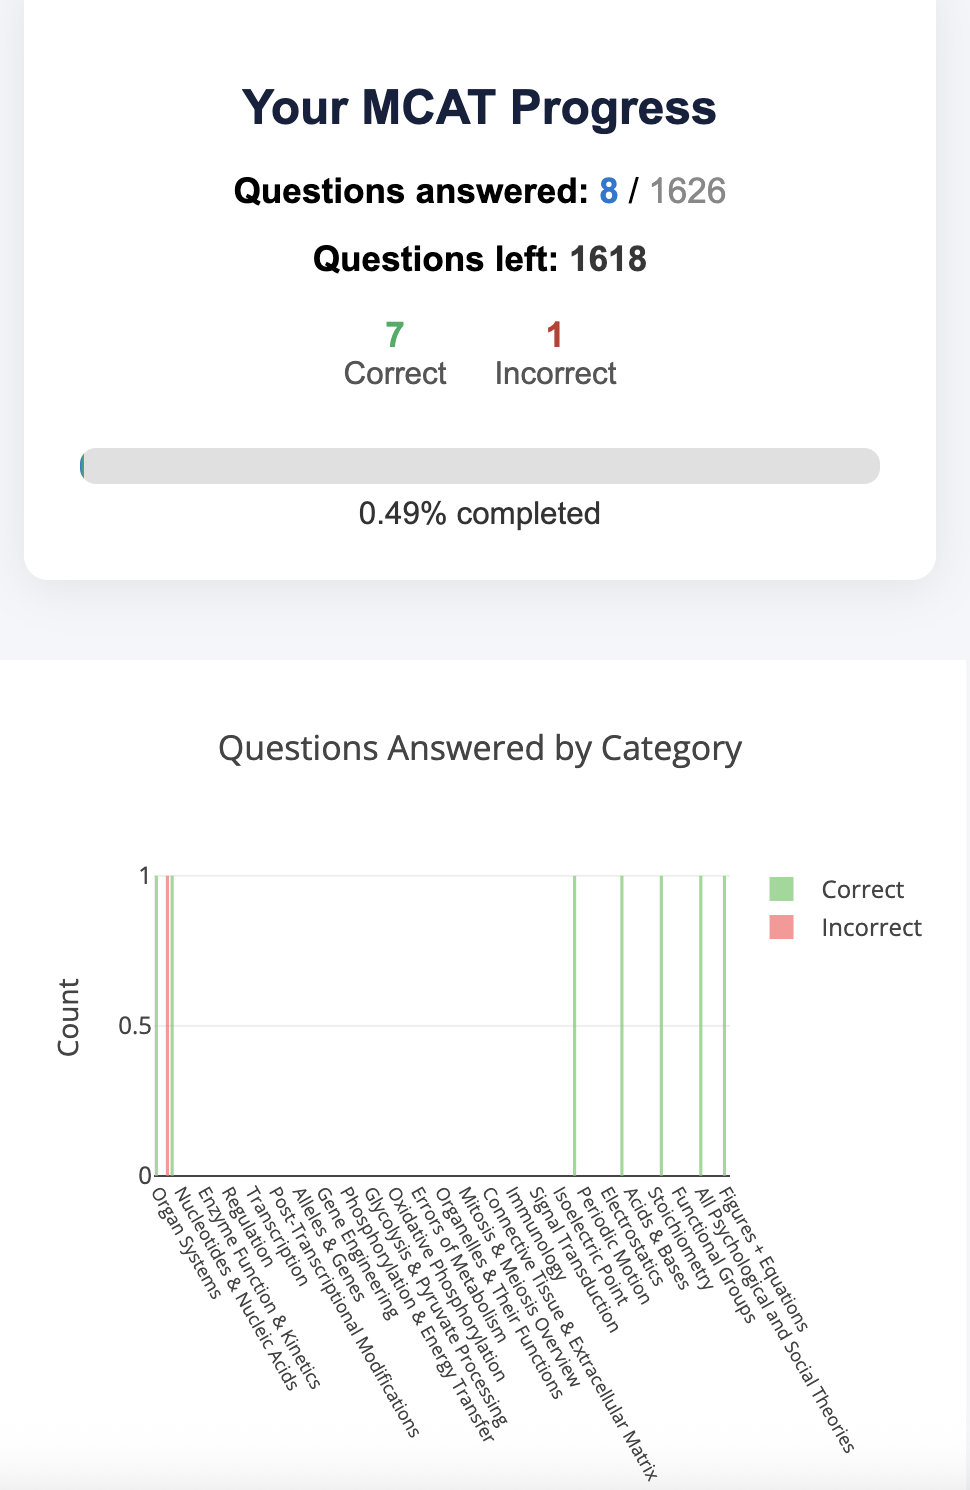 Your MCAT Progress
Questions answered: 8 / 1626
Questions left: 1618
7 1
Correct Incorrect
0.49% completed
Questions Answered by Category
1
0.5
0
Count
Correct
Incorrect
Organ Systems
Nucleotides & Nucleic Acids
Enzyme Function & Kinetics
Regulation
Transcription
Post-Transcriptional Modifications
Alleles & Genes
Gene Engineering
Phosphorylation & Energy Transfer
Glycolysis & Pyruvate Processing
Oxidative Phosphorylation
Errors of Metabolism
Organelles & Their Functions
Mitosis & Meiosis Overview
Connective Tissue & Extracellular Matrix
Immunology
Signal Transduction
Isoelectric Point
Periodic Motion
Electrostatics
Acids & Bases
Stoichiometry
Functional Groups
All Psychological and Social Theories
Figures + Equations